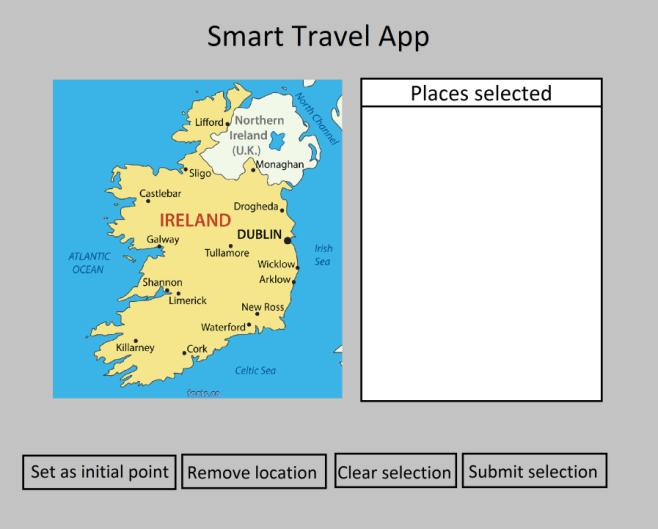 Smart Travel App
Places selected
North Channel
Lifford
Northern
Ireland
(U.K.)
Monaghan
Sligo
Castlebar
Drogheda
IRELAND
DUBLIN
Galway
Tullamore
Irish
Sea
ATLANTIC
OCEAN
Wicklow
Arklow
Shannon
Limerick
New Ross
Waterford
Killarney
Cork
Celtic Sea
Set as initial point
Remove location
Clear selection
Submit selection